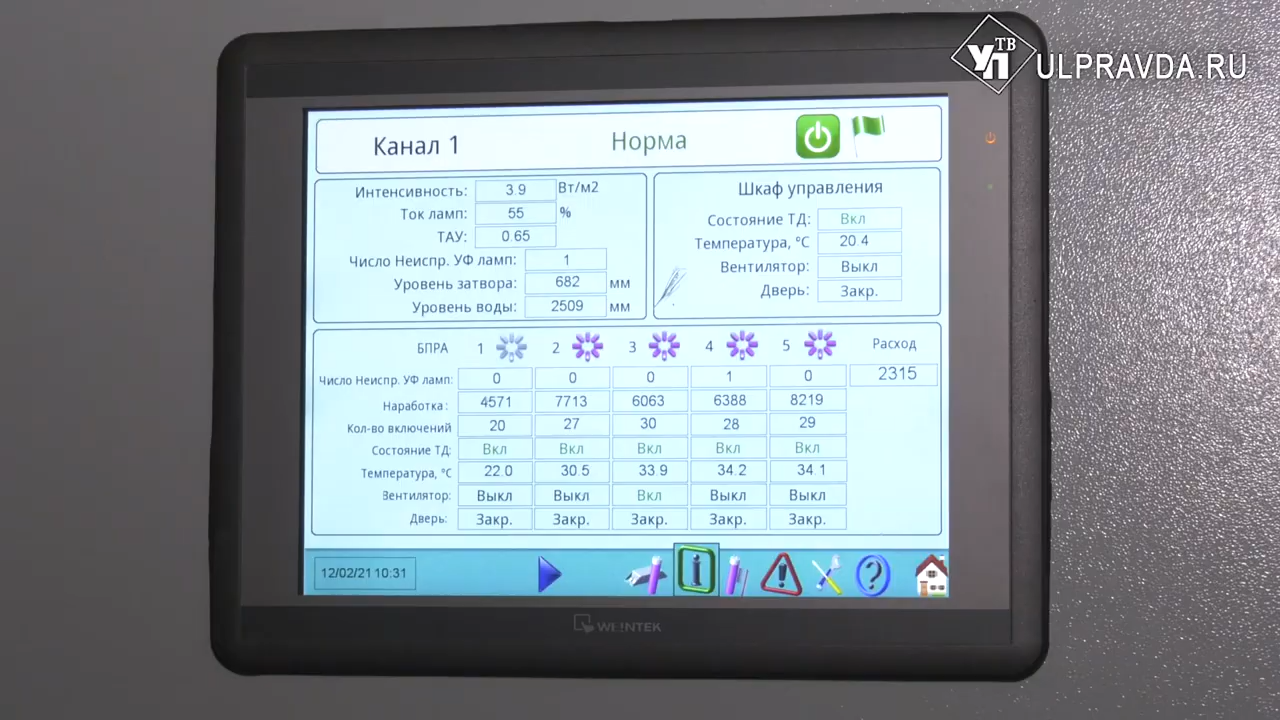 УП ТВ
ULPRAVDA.RU
Канал 1 Норма
Интенсивность: 3.9 Вт/м2
Ток ламп: 55 %
ТАУ: 0.65
Число Неиспр. УФ ламп: 1
Уровень затвора: 682 мм
Уровень воды: 2509 мм
Шкаф управления
Состояние ТД: Вкл
Температура, °C 20.4
Вентилятор: Выкл
Дверь: Закр.
БПРА 1 2 3 4 5 Расход
Число Неиспр. УФ ламп: 0 0 0 1 0 2315
Наработка : 4571 7713 6063 6388 8219
Кол-во включений 20 27 30 28 29
Состояние ТД: Вкл Вкл Вкл Вкл Вкл
Температура, °C 22.0 30.5 33.9 34.2 34.1
Вентилятор: Выкл Выкл Вкл Выкл Выкл
Дверь: Закр. Закр. Закр. Закр. Закр.
12/02/21 10:31
WE!NTEK